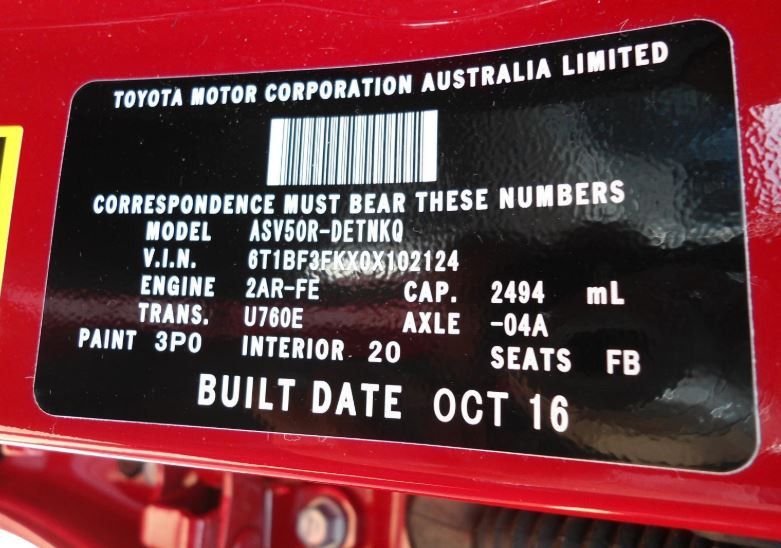 TOYOTA MOTOR CORPORATION AUSTRALIA LIMITED
CORRESPONDENCE MUST BEAR THESE NUMBERS
MODEL ASV50R-DETNKQ
V.I.N. 6T1BF3FKX0X102124
ENGINE 2AR-FE CAP. 2494 mL
TRANS. U760E AXLE -04A
PAINT 3P0 INTERIOR 20 SEATS FB
BUILT DATE OCT 16